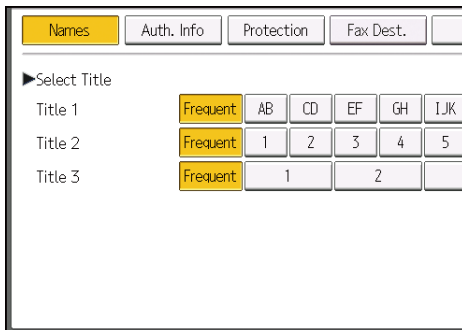 Names Auth. Info Protection Fax Dest.
▶Select Title
Title 1 Frequent AB CD EF GH IJK
Title 2 Frequent 1 2 3 4 5
Title 3 Frequent 1 2